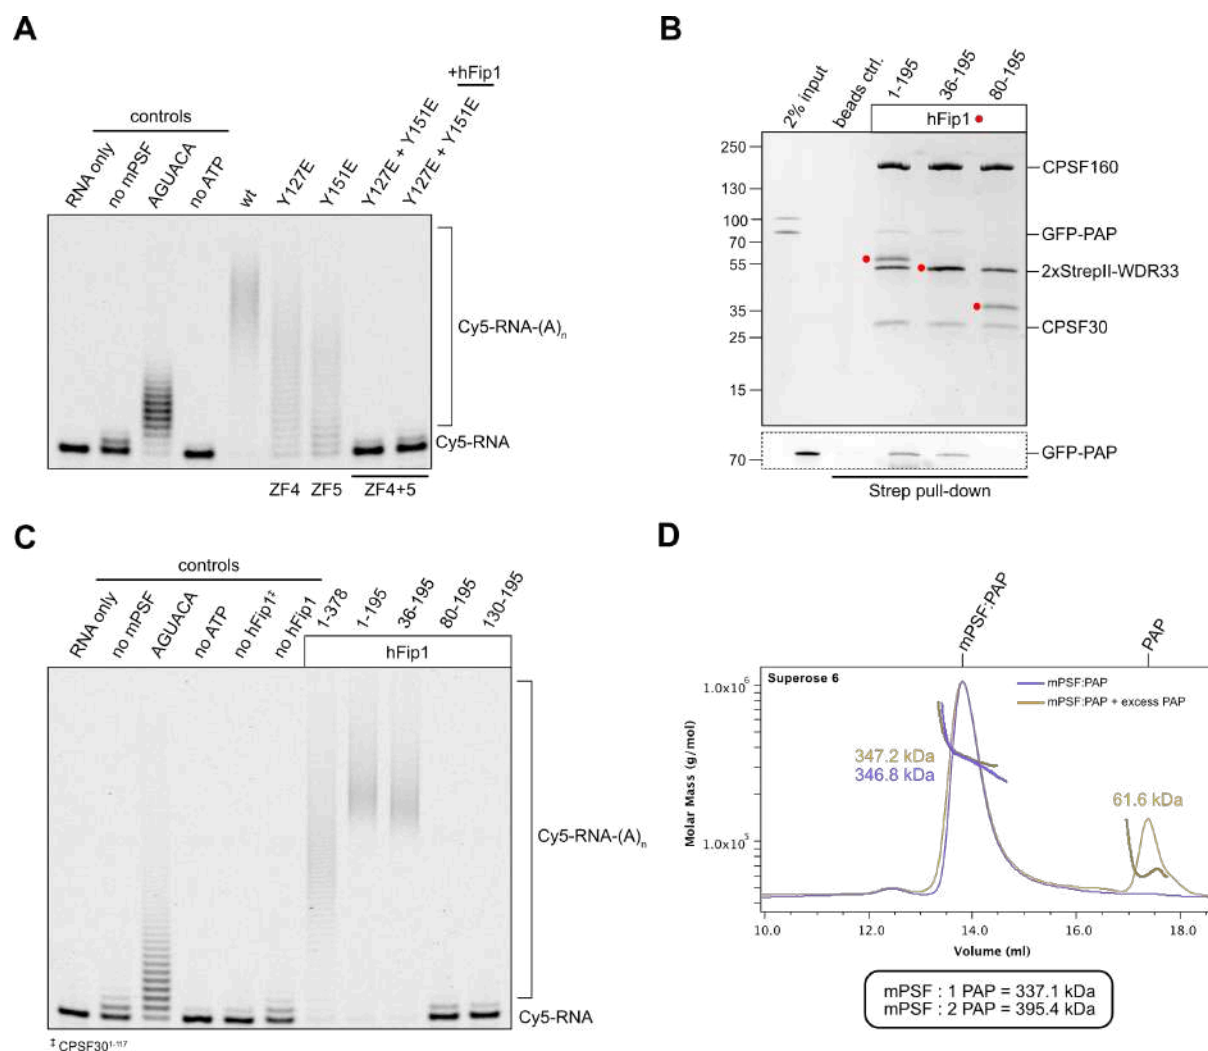 A
+hFip1
controls
RNA only
no mPSF
AGUACA
no ATP
wt
Y127E
Y151E
Y127E + Y151E
Y127E + Y151E
Cy5-RNA-(A)n
Cy5-RNA
ZF4
ZF5
ZF4+5
B
2% input
beads ctrl.
1-195
36-195
80-195
hFip1
250
130
100
70
55
35
25
15
CPSF160
GFP-PAP
2xStrepII-WDR33
CPSF30
70
GFP-PAP
Strep pull-down
C
controls
RNA only
no mPSF
AGUACA
no ATP
no hFip1‡
no hFip1
1-378
1-195
36-195
80-195
130-195
hFip1
Cy5-RNA-(A)n
Cy5-RNA
‡ CPSF30¹⁻¹¹⁷
D
mPSF:PAP
PAP
Superose 6
mPSF:PAP
mPSF:PAP + excess PAP
1.0x10⁶
1.0x10⁵
Molar Mass (g/mol)
347.2 kDa
346.8 kDa
61.6 kDa
10.0
12.0
14.0
16.0
18.0
Volume (ml)
mPSF : 1 PAP = 337.1 kDa
mPSF : 2 PAP = 395.4 kDa